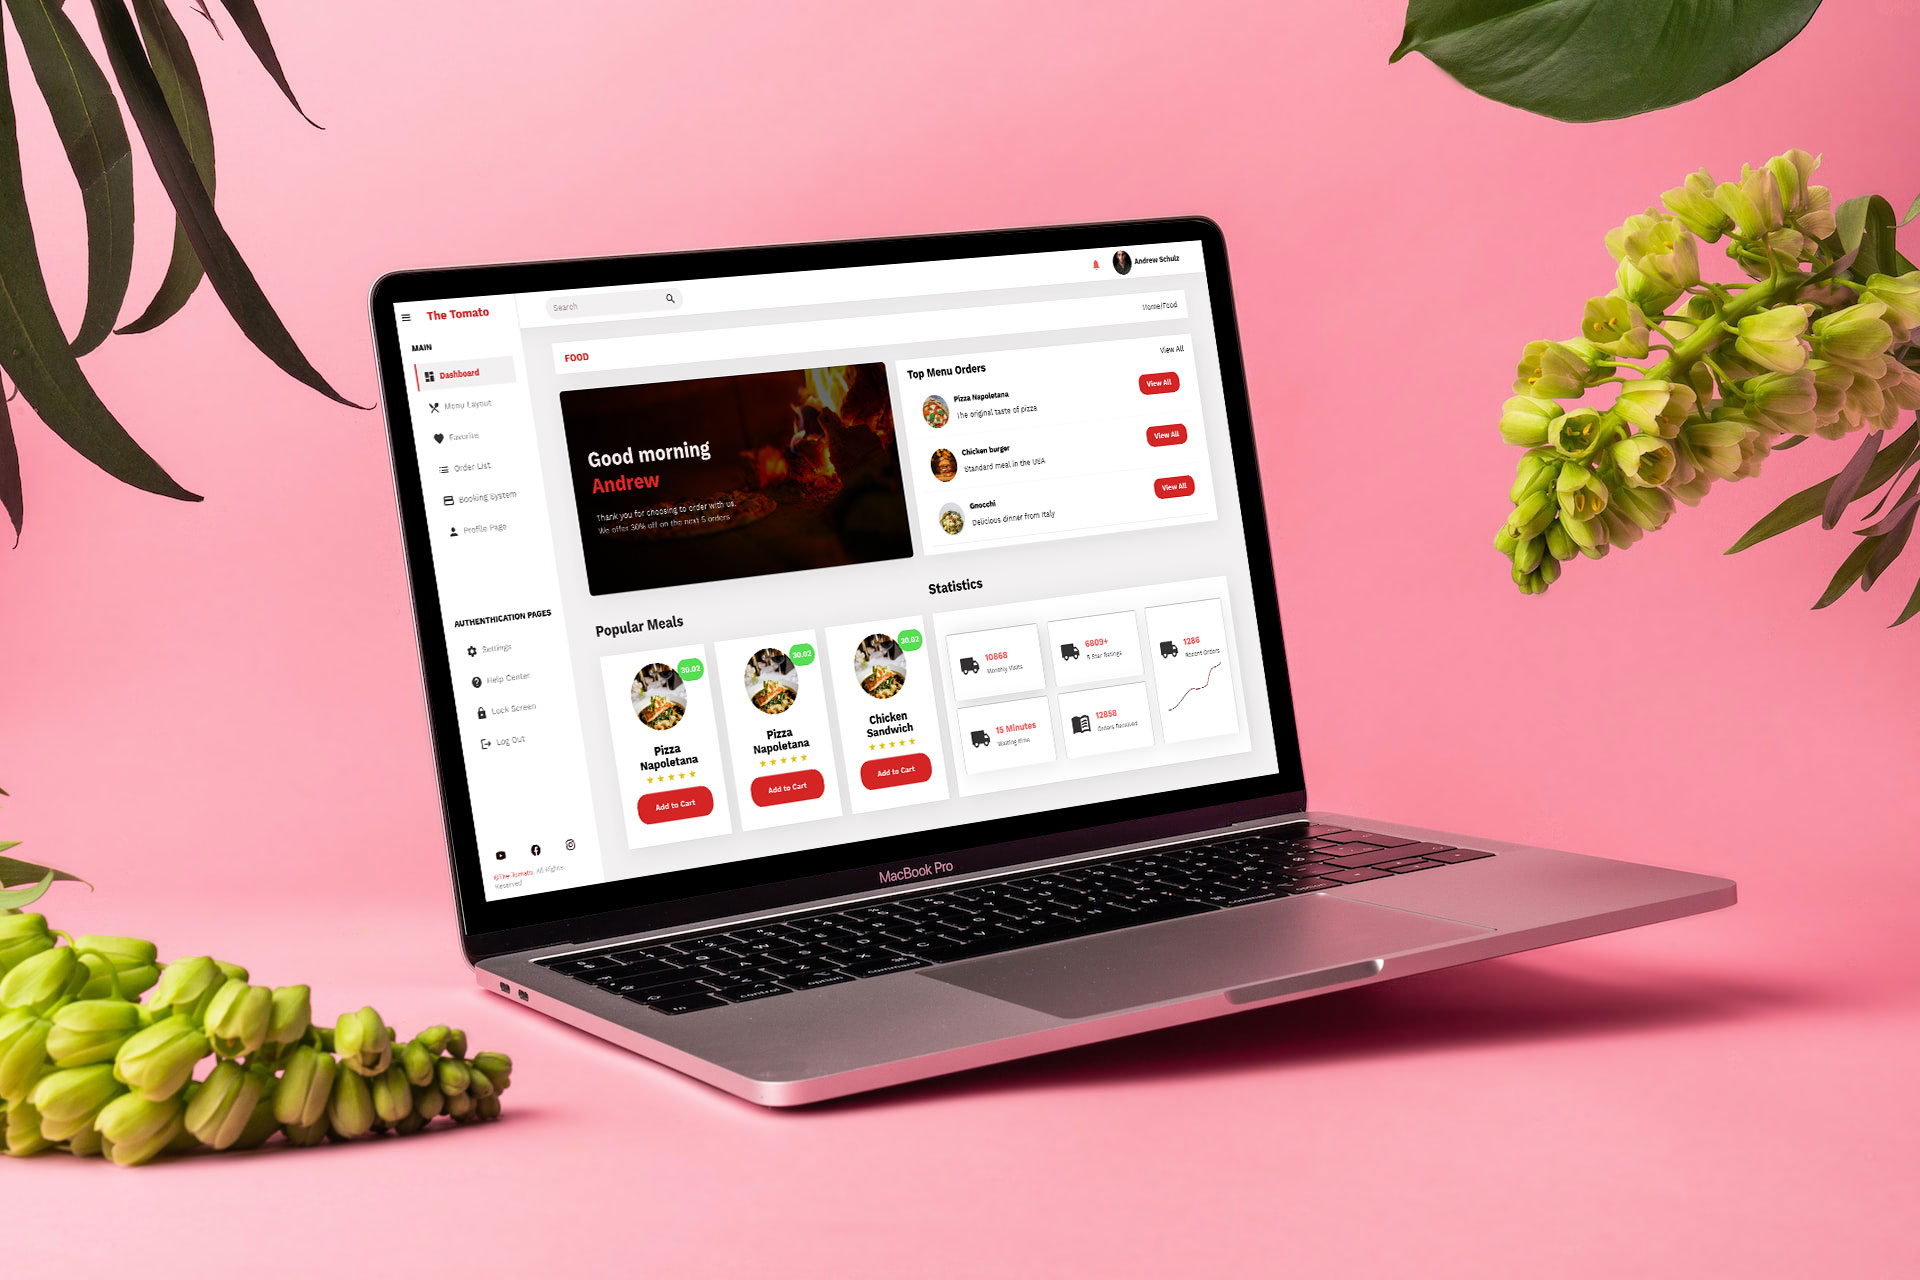 The Tomato
Search
Andrew Schulz
MAIN
Dashboard
Menu Layout
Favorite
Order List
Booking System
Profile Page
AUTHENTHICATION PAGES
Settings
Help Center
Lock Screen
Log Out
©The Tomato. All Rights
Reserved
FOOD
Home/Food
Good morning
Andrew
Thank you for choosing to order with us.
We offer 30% off on the next 5 orders
Top Menu Orders
View All
Pizza Napoletana
The original taste of pizza
View All
Chicken burger
Standard meal in the USA
View All
Gnocchi
Delicious dinner from Italy
View All
Popular Meals
30.02
Pizza
Napoletana
Add to Cart
30.02
Pizza
Napoletana
Add to Cart
30.02
Chicken
Sandwich
Add to Cart
Statistics
10868
Monthly Visits
6809+
5 Star Ratings
1286
Recent Orders
15 Minutes
Waiting time
12858
Orders Received
MacBook Pro
control
option
command